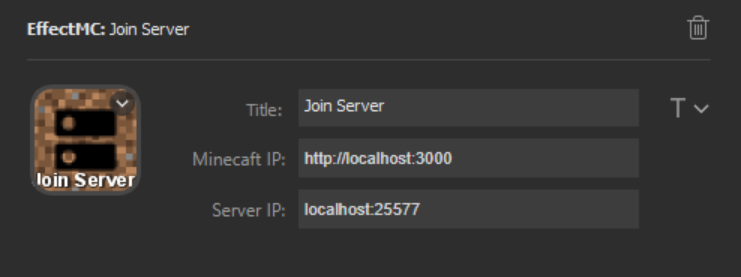 EffectMC: Join Server
Title: Join Server
Minecaft IP: http://localhost:3000
Server IP: localhost:25577
Join Server
T